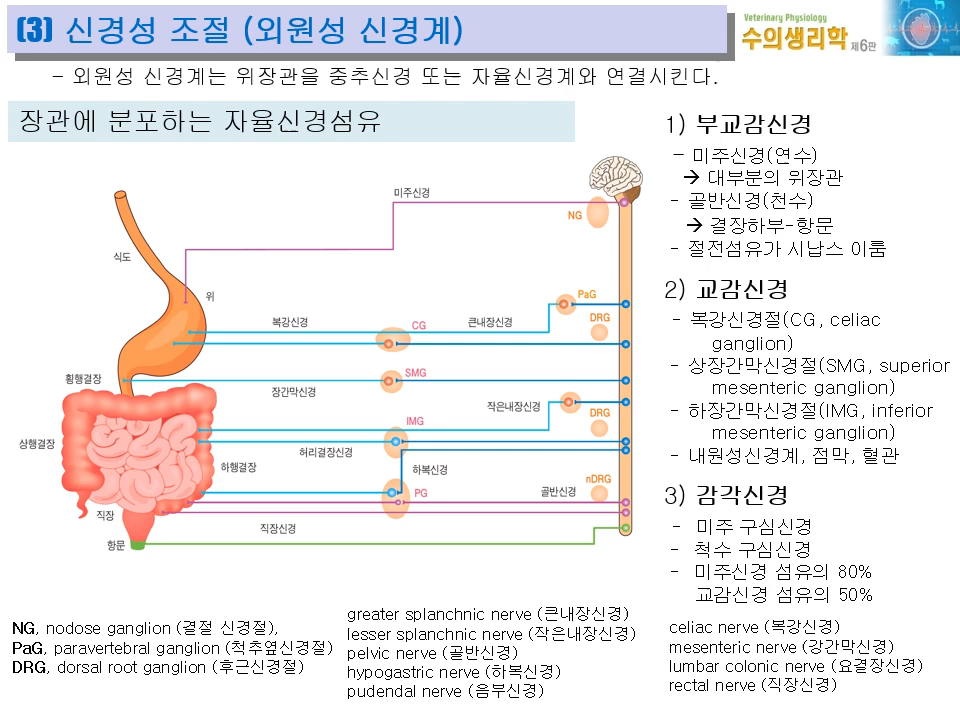 (3) 신경성 조절 (외원성 신경계)
Veterinary Physiology
수의생리학 제6판
- 외원성 신경계는 위장관을 중추신경 또는 자율신경계와 연결시킨다.
장관에 분포하는 자율신경섬유
미주신경
NG
식도
위
PaG
복강신경
CG
큰내장신경
DRG
횡행결장
SMG
장간막신경
작은내장신경
IMG
DRG
상행결장
허리결장신경
하행결장
하복신경
nDRG
PG
골반신경
직장
직장신경
항문
1) 부교감신경
- 미주신경(연수)
→ 대부분의 위장관
- 골반신경(천수)
→ 결장하부-항문
- 절전섬유가 시냅스 이룸
2) 교감신경
- 복강신경절(CG, celiac
ganglion)
- 상장간막신경절(SMG, superior
mesenteric ganglion)
- 하장간막신경절(IMG, inferior
mesenteric ganglion)
- 내원성신경계, 점막, 혈관
3) 감각신경
- 미주 구심신경
- 척수 구심신경
- 미주신경 섬유의 80%
교감신경 섬유의 50%
NG, nodose ganglion (결절 신경절),
PaG, paravertebral ganglion (척추옆신경절)
DRG, dorsal root ganglion (후근신경절)
greater splanchnic nerve (큰내장신경)
lesser splanchnic nerve (작은내장신경)
pelvic nerve (골반신경)
hypogastric nerve (하복신경)
pudendal nerve (음부신경)
celiac nerve (복강신경)
mesenteric nerve (강간막신경)
lumbar colonic nerve (요결장신경)
rectal nerve (직장신경)